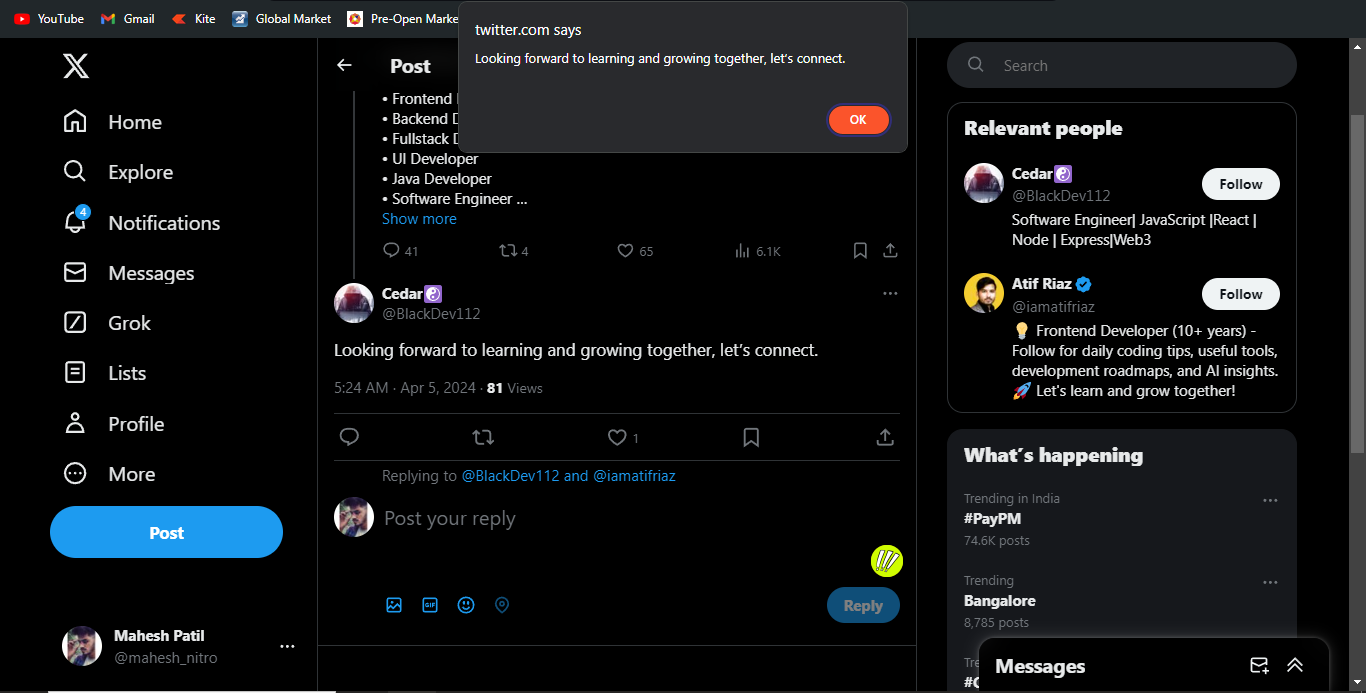 YouTube
Gmail
Kite
Global Market
Pre-Open Marke
twitter.com says
Looking forward to learning and growing together, let's connect.
OK
Home
Explore
4
Notifications
Messages
Grok
Lists
Profile
More
Post
Mahesh Patil
@mahesh_nitro
Post
• Frontend
• Backend D
• Fullstack D
• UI Developer
• Java Developer
• Software Engineer ...
Show more
41
4
65
6.1K
Cedar
@BlackDev112
Looking forward to learning and growing together, let's connect.
5:24 AM · Apr 5, 2024 · 81 Views
1
Replying to @BlackDev112 and @iamatifriaz
Post your reply
GIF
Reply
Search
Relevant people
Cedar
@BlackDev112
Follow
Software Engineer| JavaScript |React |
Node | Express|Web3
Atif Riaz
@iamatifriaz
Follow
💡 Frontend Developer (10+ years) -
Follow for daily coding tips, useful tools,
development roadmaps, and AI insights.
🚀 Let's learn and grow together!
What's happening
Trending in India
#PayPM
74.6K posts
Trending
Bangalore
8,785 posts
Messages